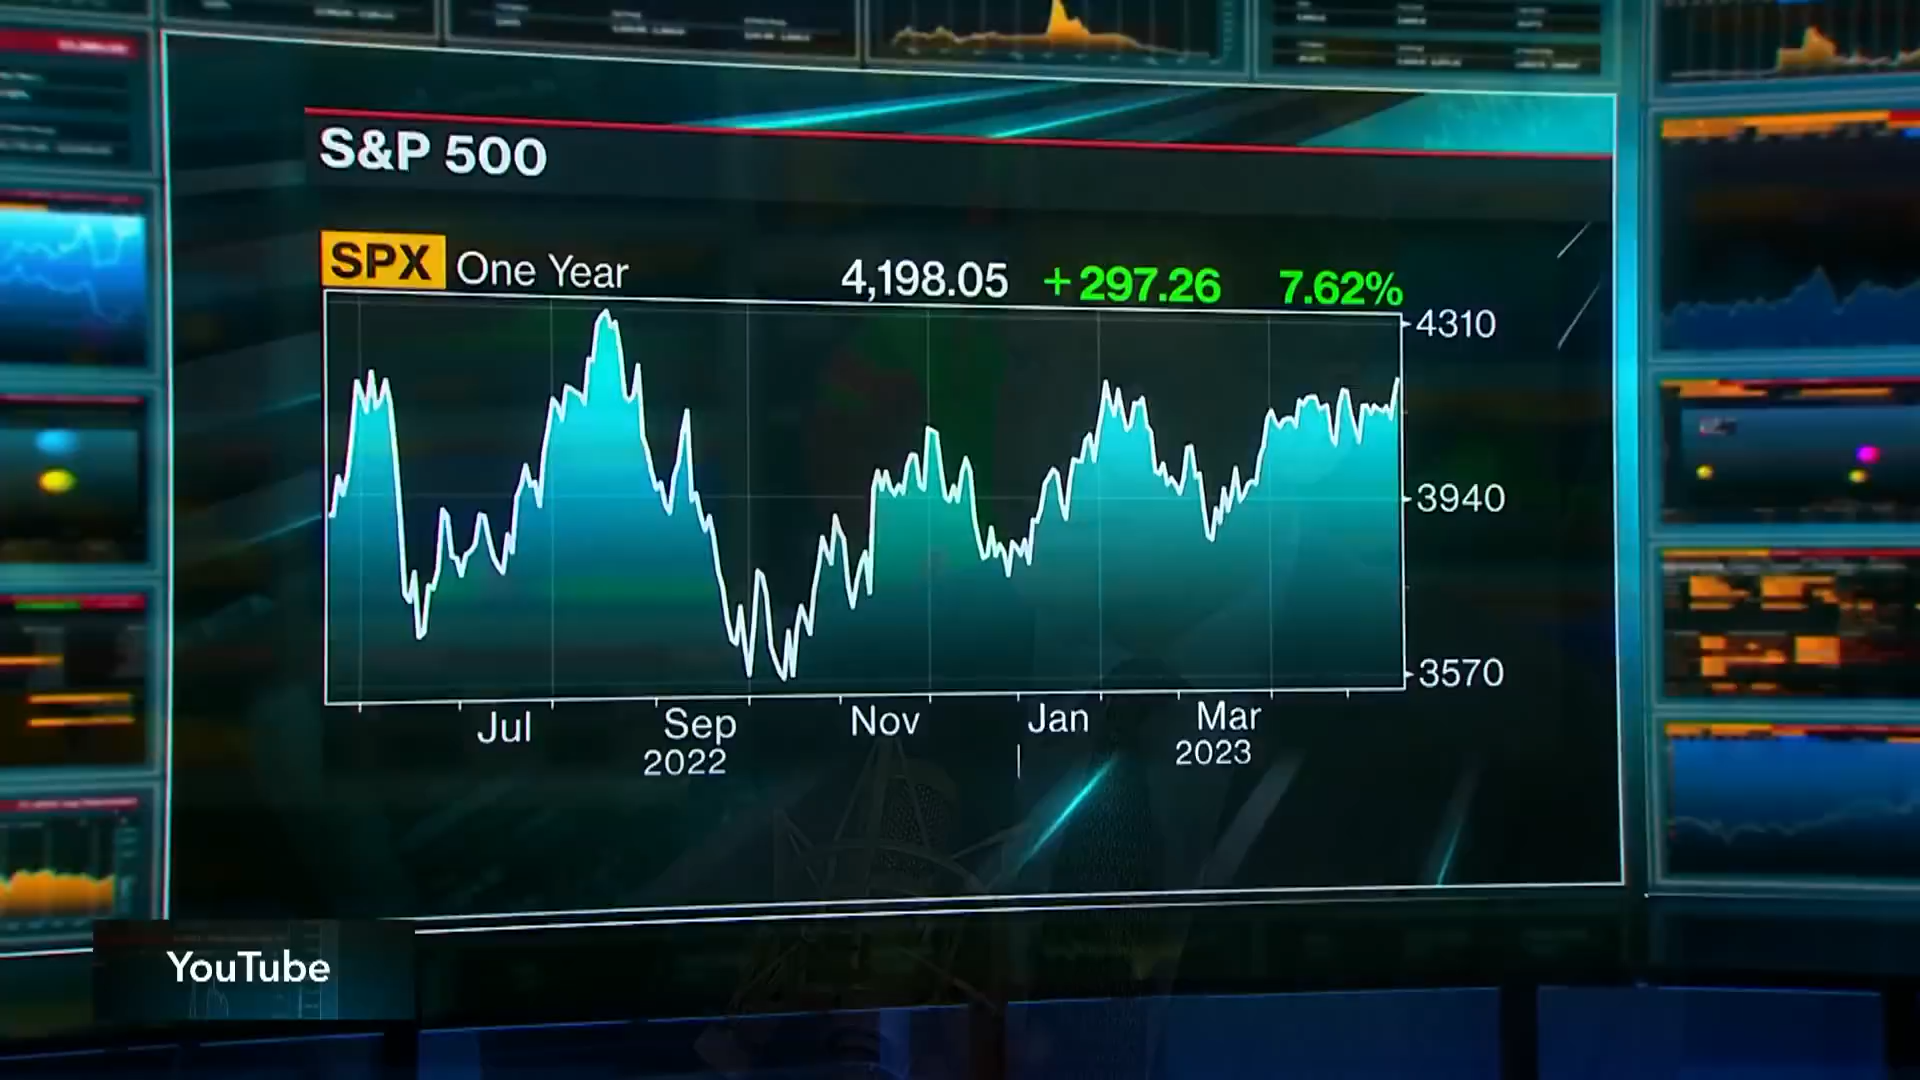 S&P 500
SPX One Year 4,198.05 +297.26 7.62%
4310
3940
3570
Jul Sep Nov Jan Mar
2022 2023
YouTube